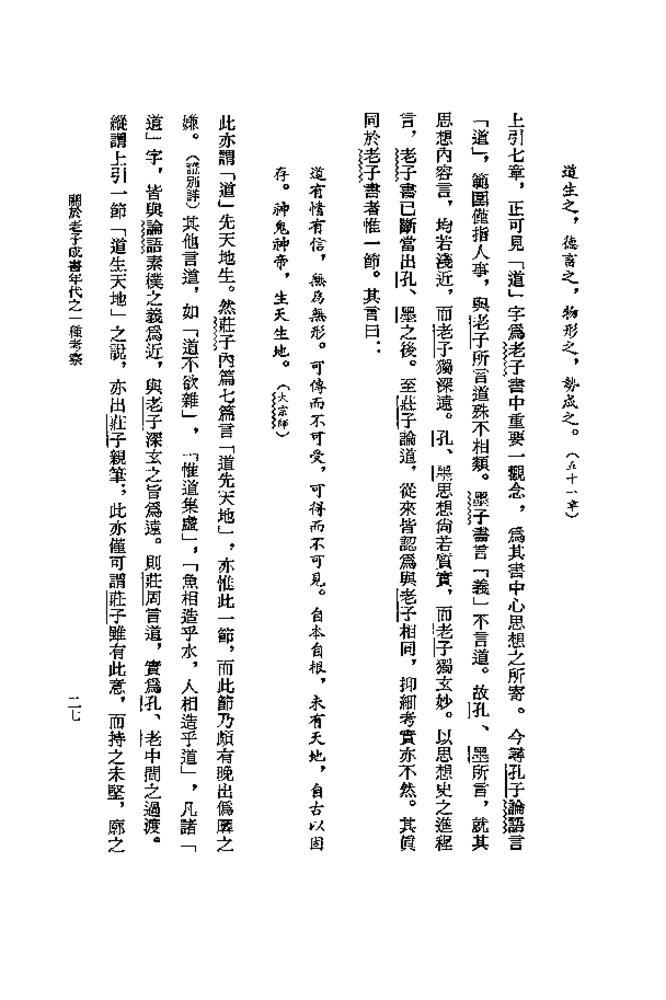 道生之，德畜之，物形之，勢成之。（五十一章）
上引七章，正可見「道」字爲老子書中重要一觀念，爲其書中心思想之所寄。今尋孔子論語言
「道」，範圍僅指人事，與老子所言道殊不相類。墨子書言「義」不言道。故孔、墨所言，就其
思想內容言，均若淺近，而老子獨深遠。孔、墨思想尚若質實，而老子獨玄妙。以思想史之進程
言，老子書已斷當出孔、墨之後。至莊子論道，從來皆認爲與老子相同，抑細考實亦不然。其眞
同於老子書者惟一節。其言曰：
道有情有信，無爲無形。可傳而不可受，可得而不可見。自本自根，未有天地，自古以固
存。神鬼神帝，生天生地。（大宗師）
此亦謂「道」先天地生。然莊子內篇七篇言「道先天地」，亦惟此一節，而此節乃頗有晚出僞羼之
嫌。（證別詳）其他言道，如「道不欲雜」，「惟道集虛」，「魚相造乎水，人相造乎道」，凡諸「
道」字，皆與論語素樸之義爲近，與老子深玄之旨爲遠。則莊周言道，實爲孔、老中間之過渡。
縱謂上引一節「道生天地」之說，亦出莊子親筆；此亦僅可謂莊子雖有此意，而持之未堅，廓之
關於老子成書年代之一種考察
二七